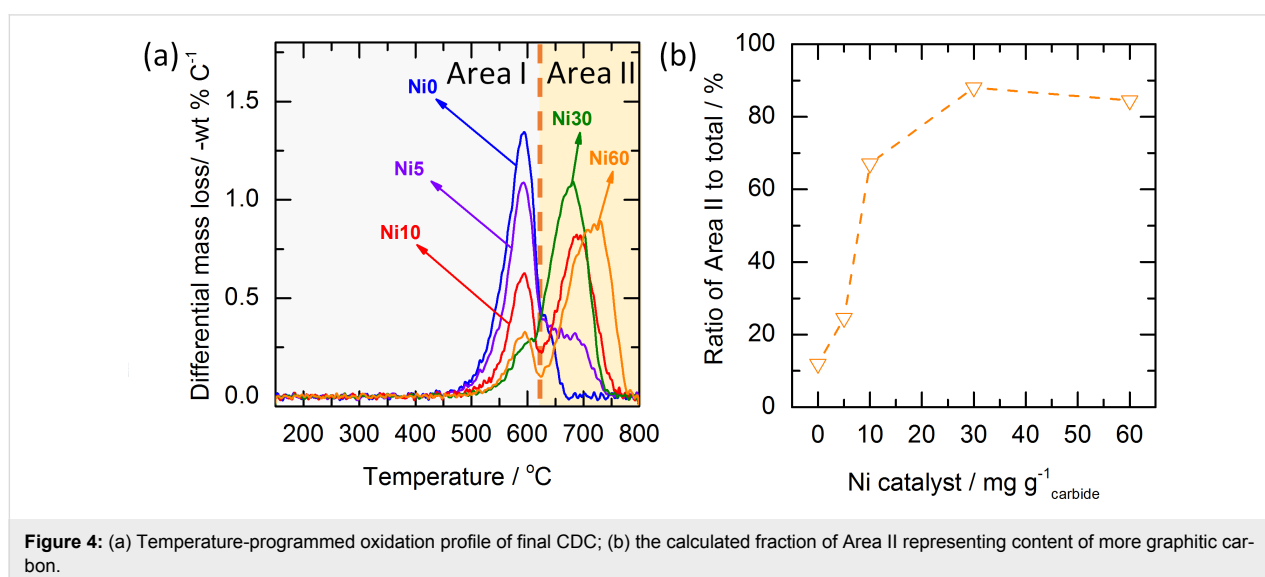 (a)
Area I
Area II
Ni0
Ni5
Ni10
Ni30
Ni60
1.5
1.0
0.5
0.0
Differential mass loss/ -wt % C⁻¹
200 300 400 500 600 700 800
Temperature / °C
(b)
100
80
60
40
20
0
Ratio of Area II to total / %
0 10 20 30 40 50 60
Ni catalyst / mg g⁻¹carbide
Figure 4: (a) Temperature-programmed oxidation profile of final CDC; (b) the calculated fraction of Area II representing content of more graphitic car-
bon.